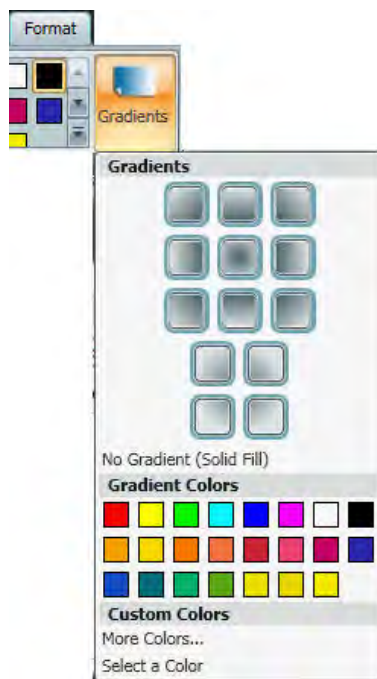 Format
Gradients
Gradients
No Gradient (Solid Fill)
Gradient Colors
Custom Colors
More Colors...
Select a Color